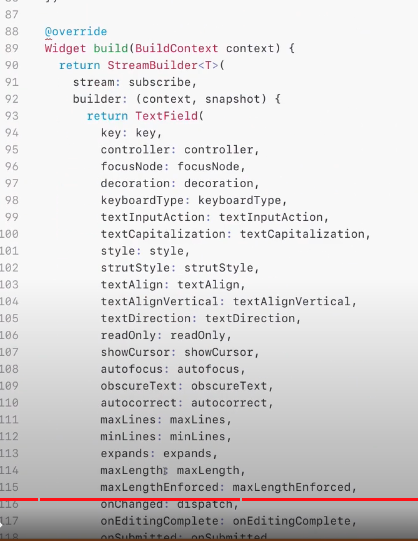 87
88 @override
89 Widget build(BuildContext context) {
90 return StreamBuilder<T>(
91 stream: subscribe,
92 builder: (context, snapshot) {
93 return TextField(
94 key: key,
95 controller: controller,
96 focusNode: focusNode,
97 decoration: decoration,
98 keyboardType: keyboardType,
99 textInputAction: textInputAction,
100 textCapitalization: textCapitalization,
101 style: style,
102 strutStyle: strutStyle,
103 textAlign: textAlign,
104 textAlignVertical: textAlignVertical,
105 textDirection: textDirection,
106 readOnly: readOnly,
107 showCursor: showCursor,
108 autofocus: autofocus,
109 obscureText: obscureText,
110 autocorrect: autocorrect,
111 maxLines: maxLines,
112 minLines: minLines,
113 expands: expands,
114 maxLength: maxLength,
115 maxLengthEnforced: maxLengthEnforced,
116 onChanged: dispatch,
117 onEditingComplete: onEditingComplete,
118 onSubmitted: onSubmitted